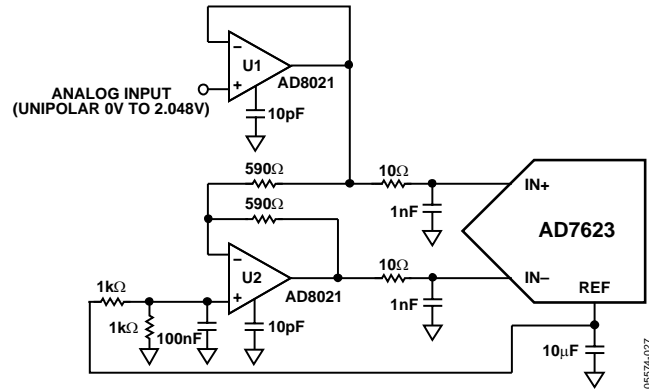 U1
AD8021
ANALOG INPUT
(UNIPOLAR 0V TO 2.048V)
10pF
590Ω
10Ω
IN+
590Ω
1nF
AD7623
10Ω
U2
IN–
1kΩ
AD8021
REF
1nF
1kΩ
100nF
10pF
10µF
05574-027